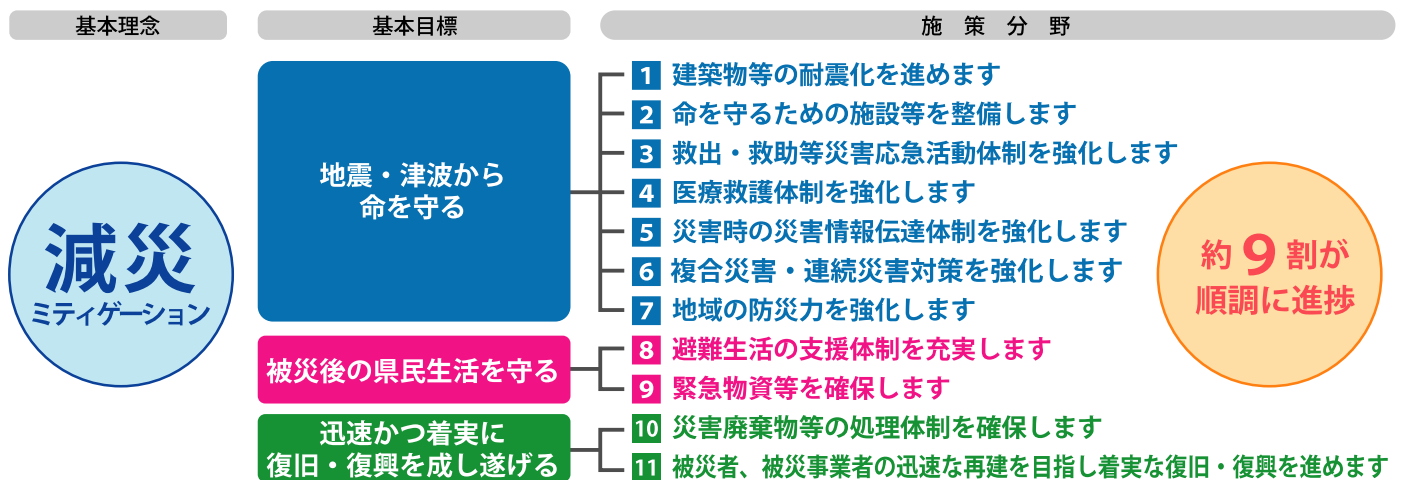 基本理念
基本目標
施策分野
減災
ミティゲーション
地震・津波から
命を守る
1 建築物等の耐震化を進めます
2 命を守るための施設等を整備します
3 救出・救助等災害応急活動体制を強化します
4 医療救護体制を強化します
5 災害時の災害情報伝達体制を強化します
6 複合災害・連続災害対策を強化します
7 地域の防災力を強化します
被災後の県民生活を守る
8 避難生活の支援体制を充実します
9 緊急物資等を確保します
迅速かつ着実に
復旧・復興を成し遂げる
10 災害廃棄物等の処理体制を確保します
11 被災者、被災事業者の迅速な再建を目指し着実な復旧・復興を進めます
約9割が
順調に進捗